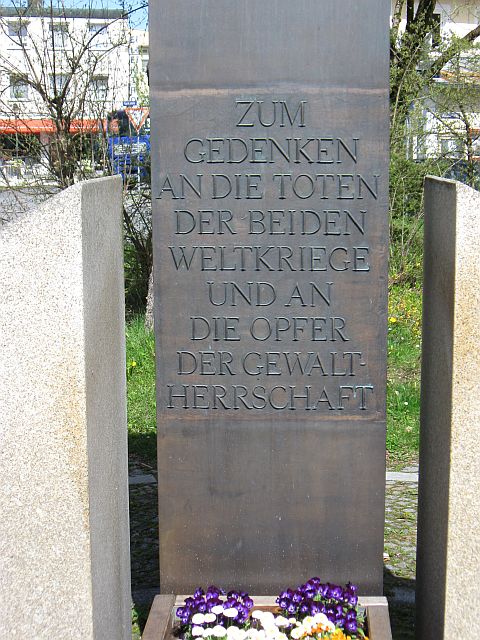 ZUM
GEDENKEN
AN DIE TOTEN
DER BEIDEN
WELTKRIEGE
UND AN
DIE OPFER
DER GEWALT-
HERRSCHAFT